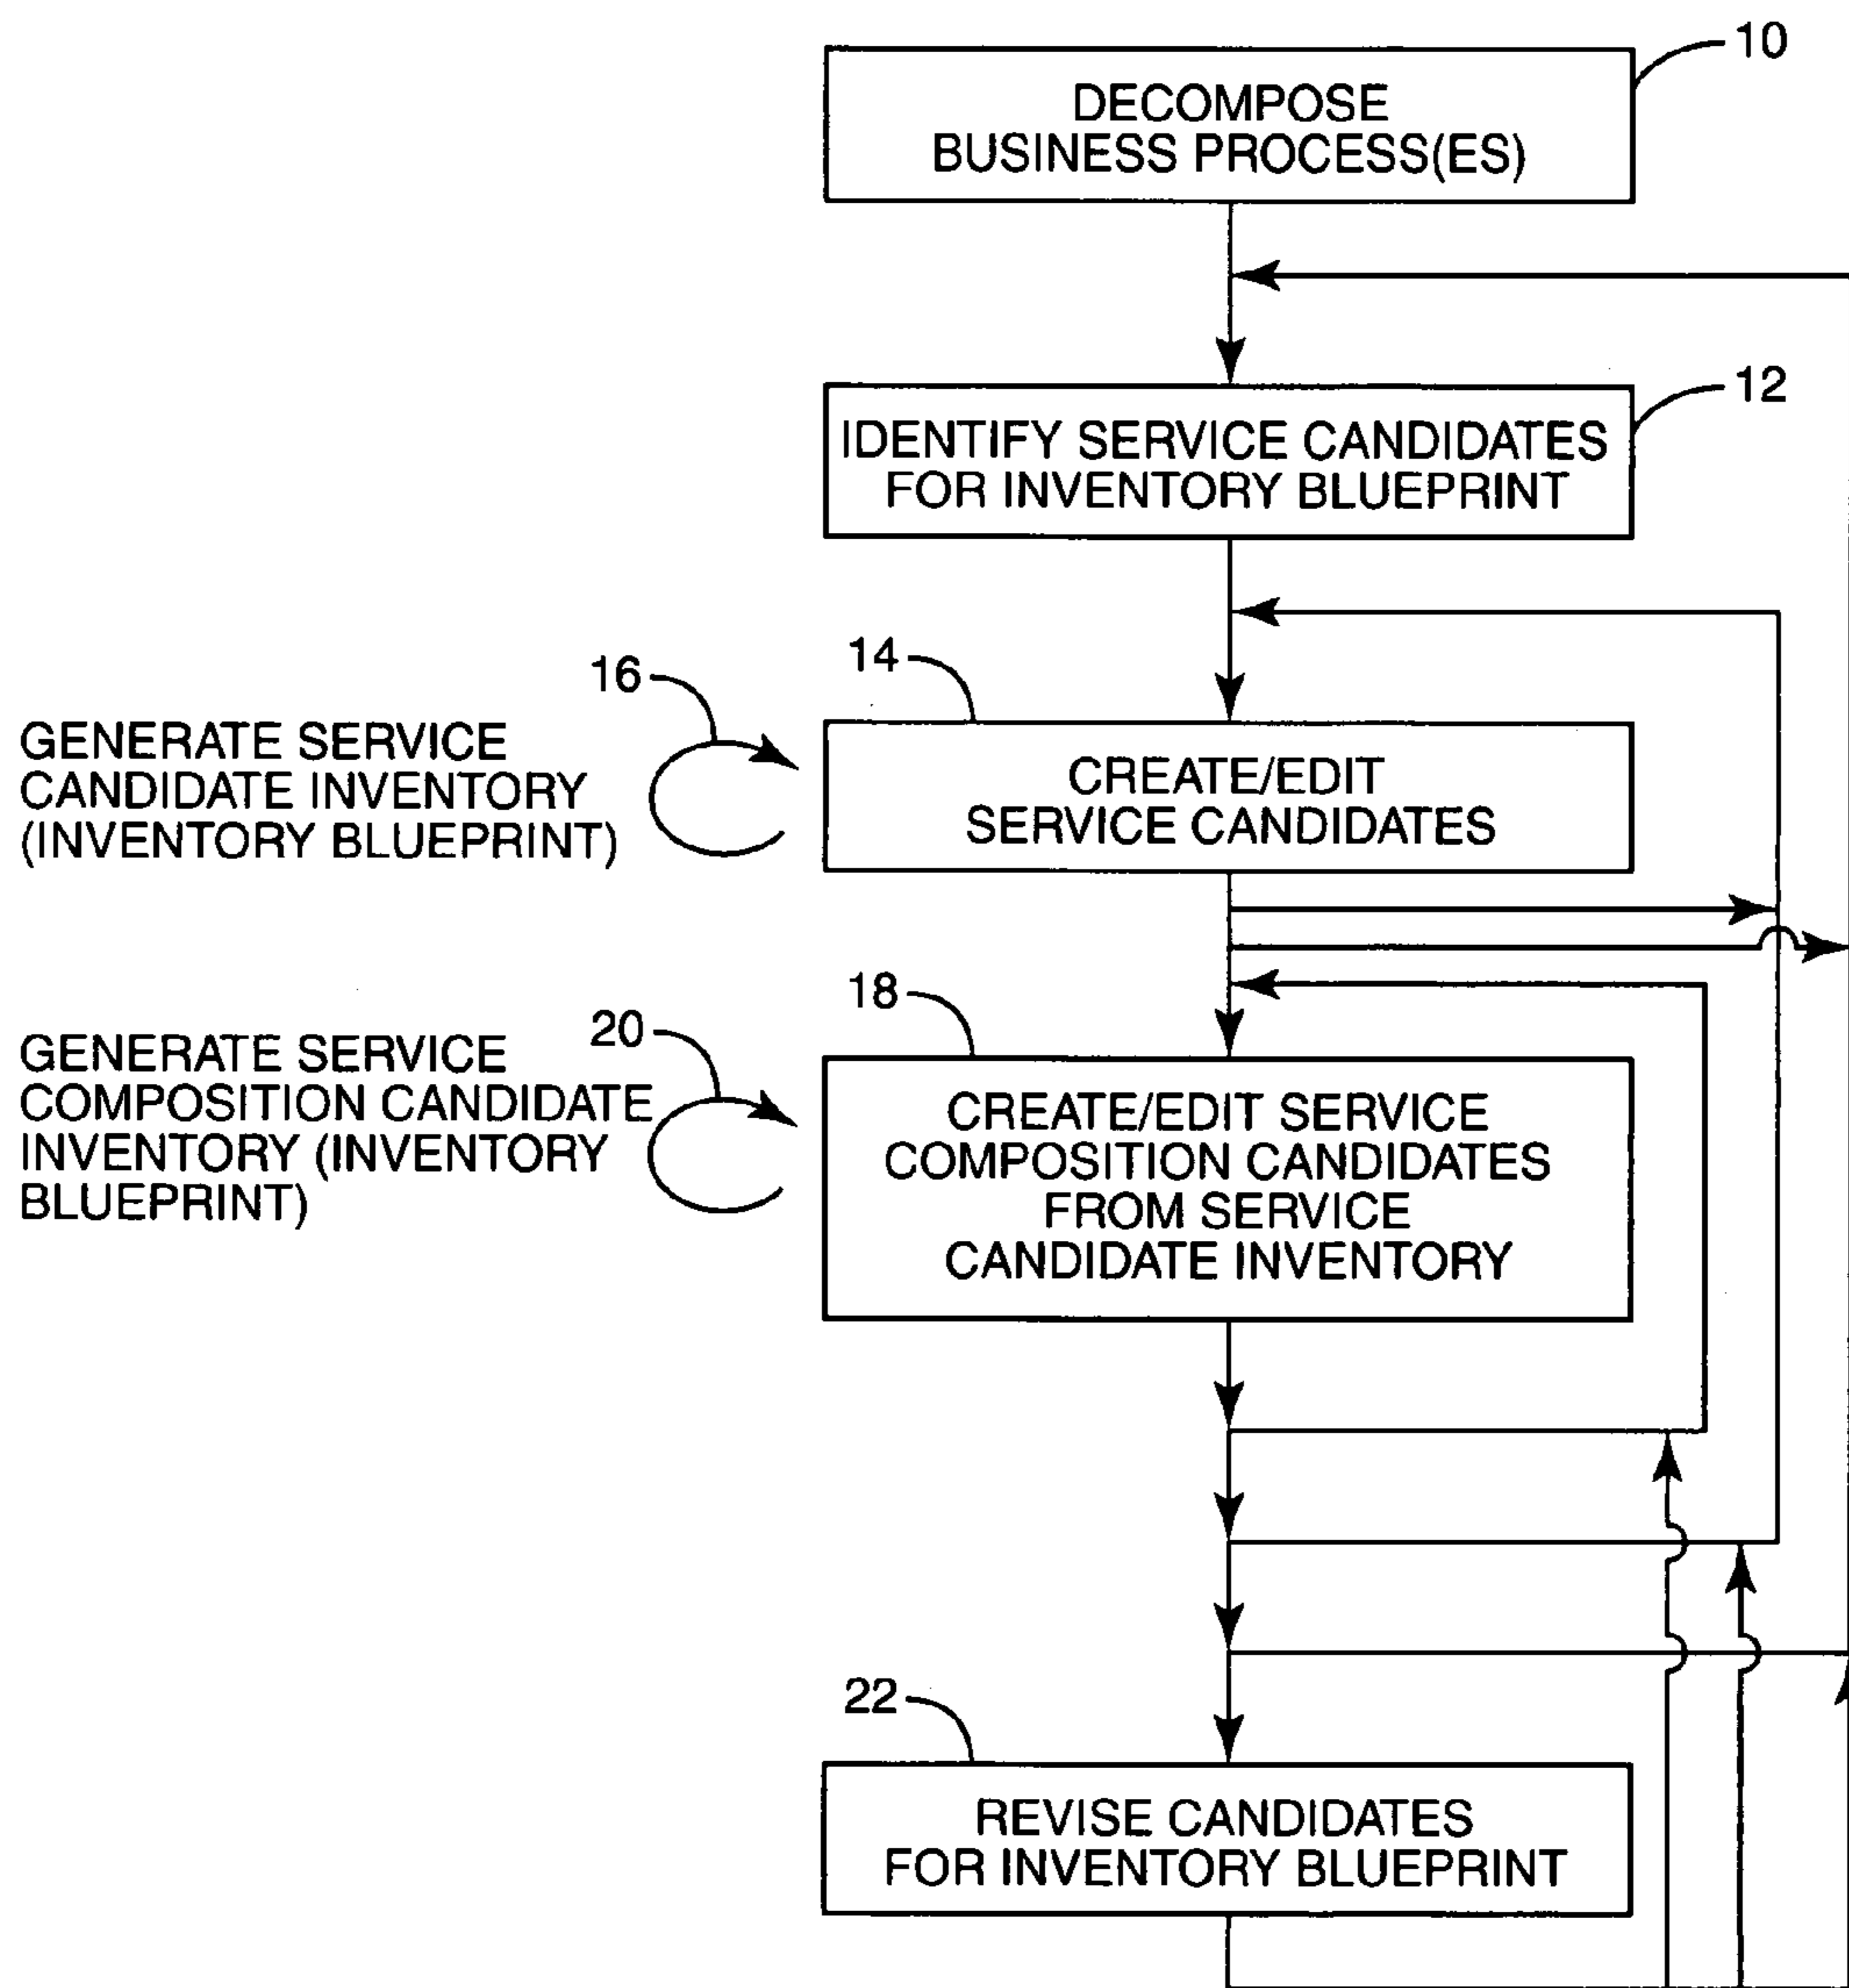 10
DECOMPOSE
BUSINESS PROCESS(ES)
12
IDENTIFY SERVICE CANDIDATES
FOR INVENTORY BLUEPRINT
14
16
GENERATE SERVICE
CANDIDATE INVENTORY
(INVENTORY BLUEPRINT)
CREATE/EDIT
SERVICE CANDIDATES
18
20
GENERATE SERVICE
COMPOSITION CANDIDATE
INVENTORY (INVENTORY
BLUEPRINT)
CREATE/EDIT SERVICE
COMPOSITION CANDIDATES
FROM SERVICE
CANDIDATE INVENTORY
22
REVISE CANDIDATES
FOR INVENTORY BLUEPRINT